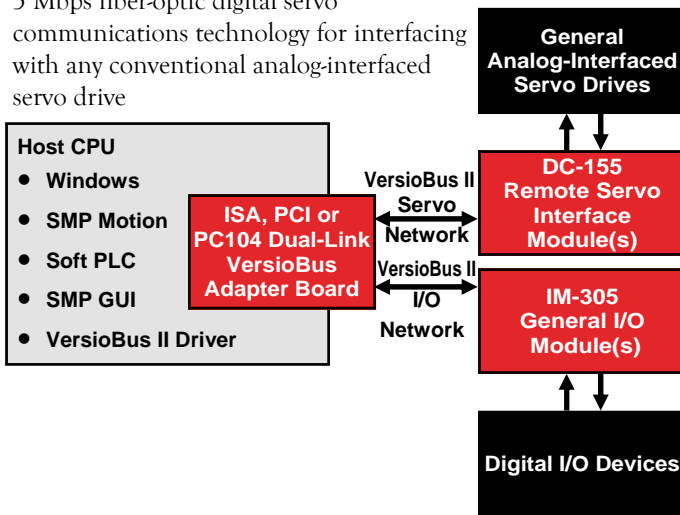 5 Mbps fiber-optic digital servo
communications technology for interfacing
with any conventional analog-interfaced
servo drive
General
Analog-Interfaced
Servo Drives
Host CPU
• Windows
• SMP Motion
• Soft PLC
• SMP GUI
• VersioBus II Driver
ISA, PCI or
PC104 Dual-Link
VersioBus
Adapter Board
VersioBus II
Servo
Network
VersioBus II
I/O
Network
DC-155
Remote Servo
Interface
Module(s)
IM-305
General I/O
Module(s)
Digital I/O Devices